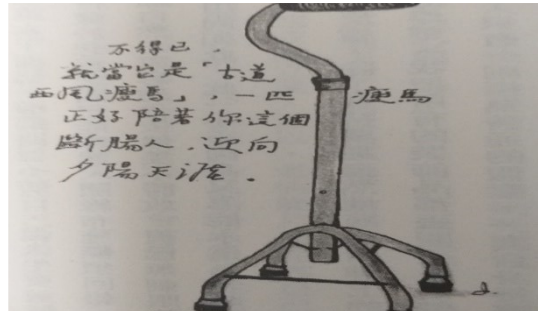 不得已，
就當它是「古道
西風瘦馬」，一匹瘦馬
正好陪著你這個
斷腸人，迎向
夕陽天涯。
d.